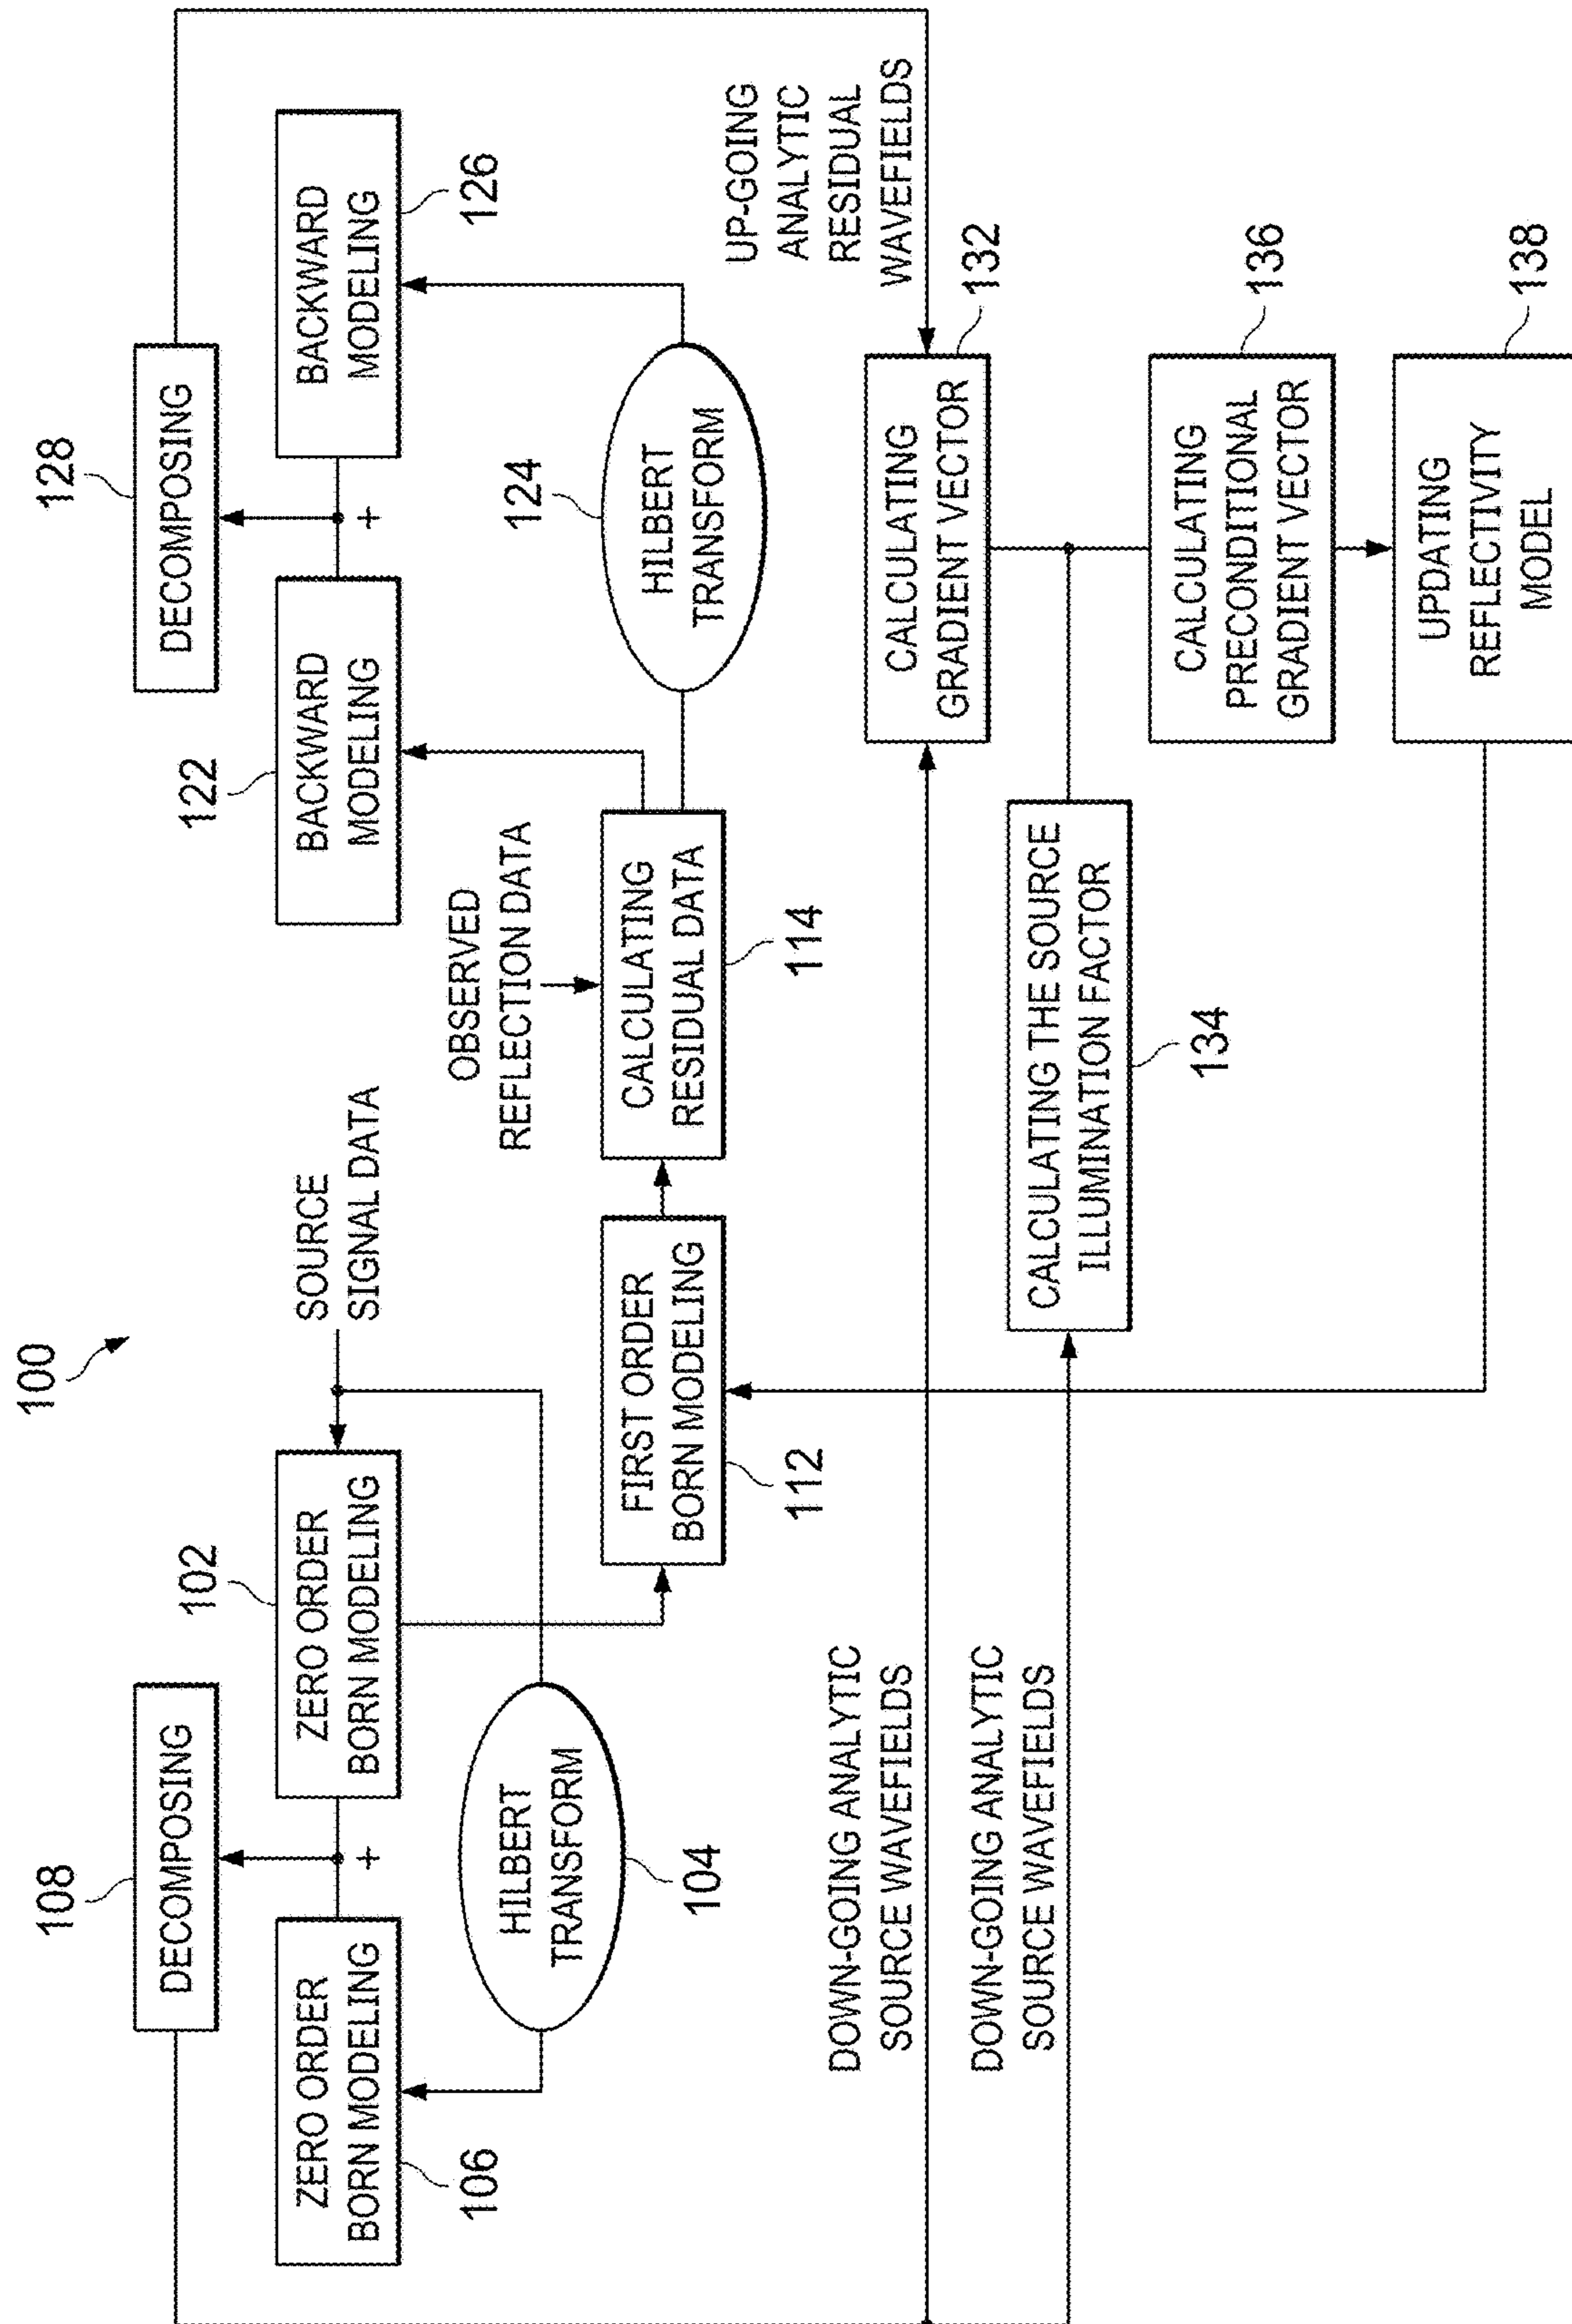 100
108
DECOMPOSING
128
DECOMPOSING
ZERO ORDER
BORN MODELING
106
102
ZERO ORDER
BORN MODELING
+
SOURCE
SIGNAL DATA
122
BACKWARD
MODELING
+
BACKWARD
MODELING
126
HILBERT
TRANSFORM
104
OBSERVED
REFLECTION DATA
124
HILBERT
TRANSFORM
FIRST ORDER
BORN MODELING
112
CALCULATING
RESIDUAL DATA
114
UP-GOING
ANALYTIC
RESIDUAL
WAVEFIELDS
DOWN-GOING ANALYTIC
SOURCE WAVEFIELDS
CALCULATING
GRADIENT VECTOR
132
DOWN-GOING ANALYTIC
SOURCE WAVEFIELDS
CALCULATING THE SOURCE
ILLUMINATION FACTOR
134
CALCULATING
PRECONDITIONAL
GRADIENT VECTOR
136
UPDATING
REFLECTIVITY
MODEL
138